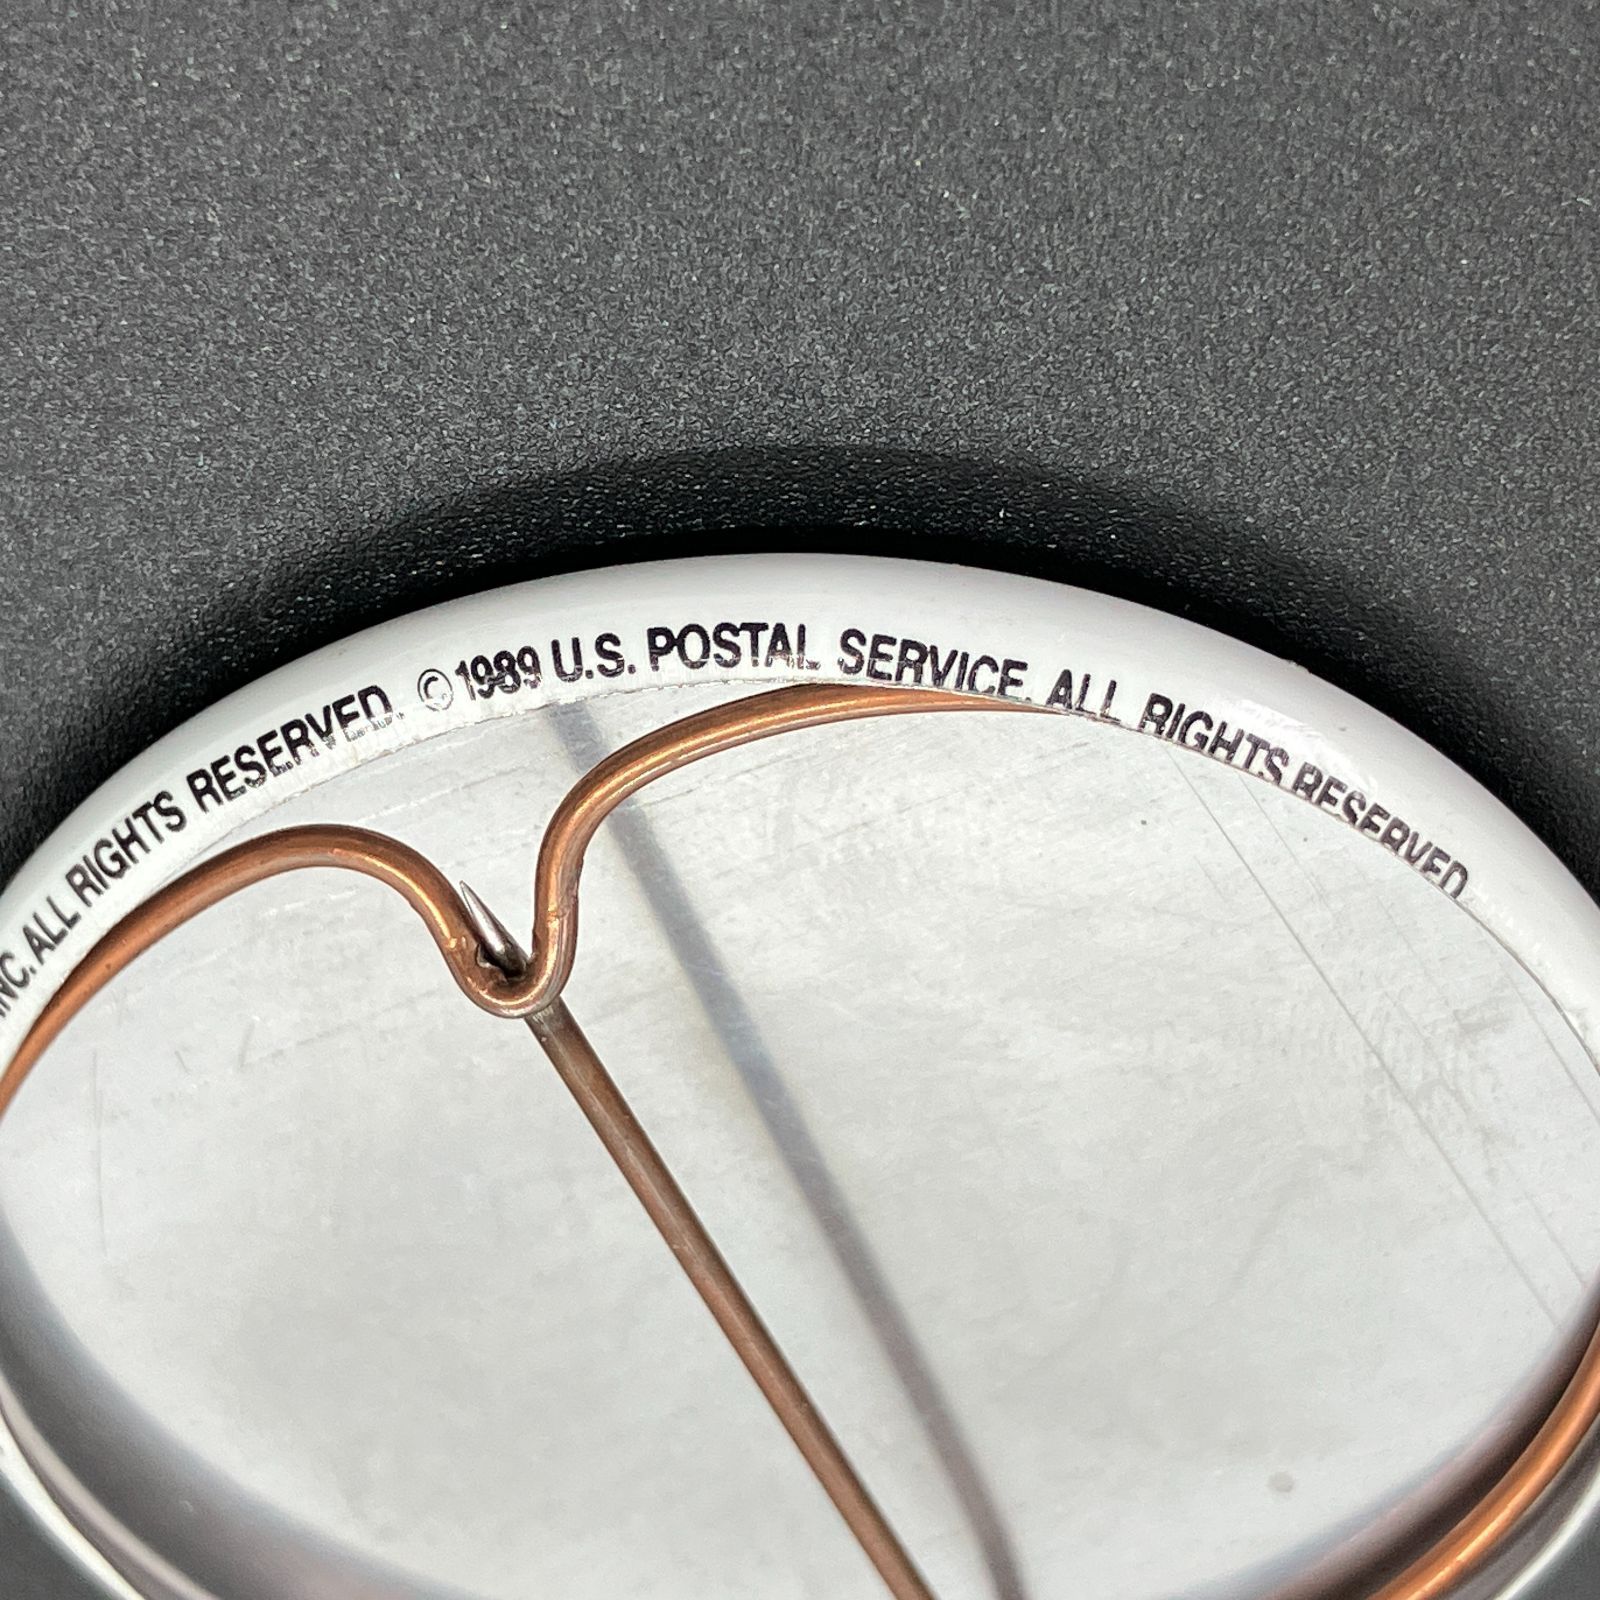 INC. ALL RIGHTS RESERVED. © 1989 U.S. POSTAL SERVICE. ALL RIGHTS RESERVED